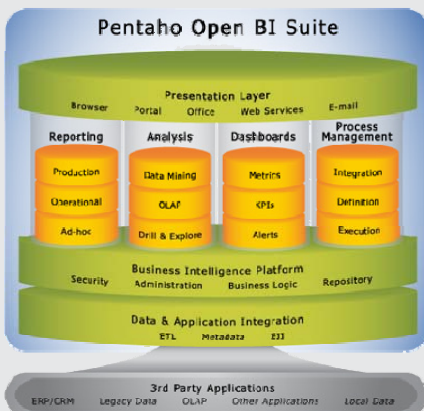 Pentaho Open BI Suite
Presentation Layer
Browser Portal Office Web Services E-mail
Reporting Analysis Dashboards Process Management
Production Data Mining Metrics Integration
Operational OLAP KPIs Definition
Ad-hoc Drill & Explore Alerts Execution
Business Intelligence Platform
Security Administration Business Logic Repository
Data & Application Integration
ETL Metadata EII
3rd Party Applications
ERP/CRM Legacy Data OLAP Other Applications Local Data